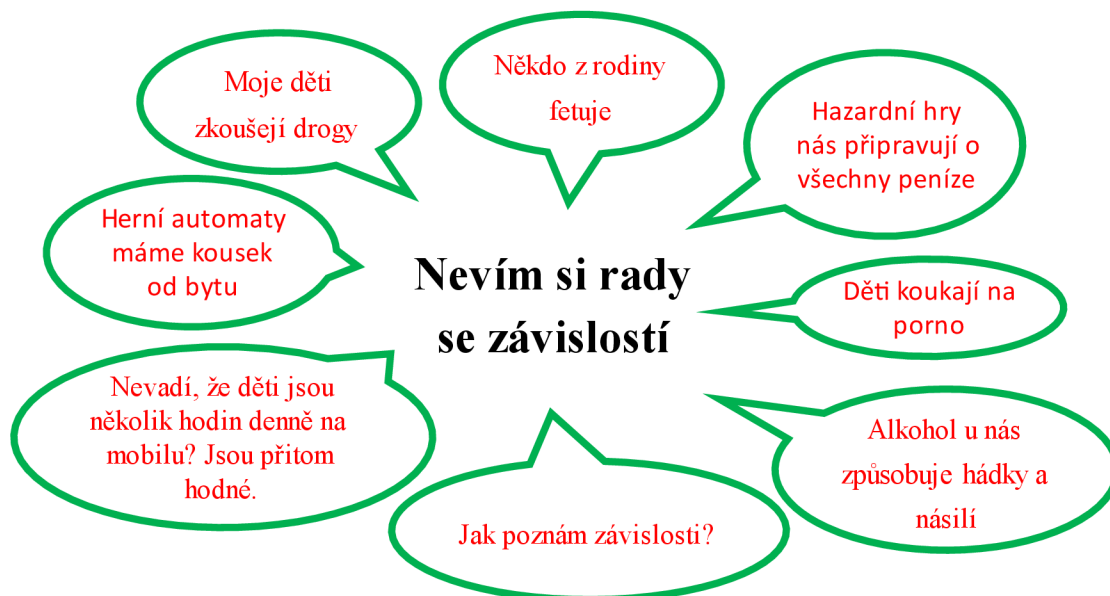 Moje děti
zkoušejí drogy
Někdo z rodiny
fetuje
Hazardní hry
nás připravují o
všechny peníze
Herní automaty
máme kousek
od bytu
Nevím si rady
se závislostí
Děti koukají na
porno
Nevadí, že děti jsou
několik hodin denně na
mobilu? Jsou přitom
hodné.
Jak poznám závislosti?
Alkohol u nás
způsobuje hádky a
násilí